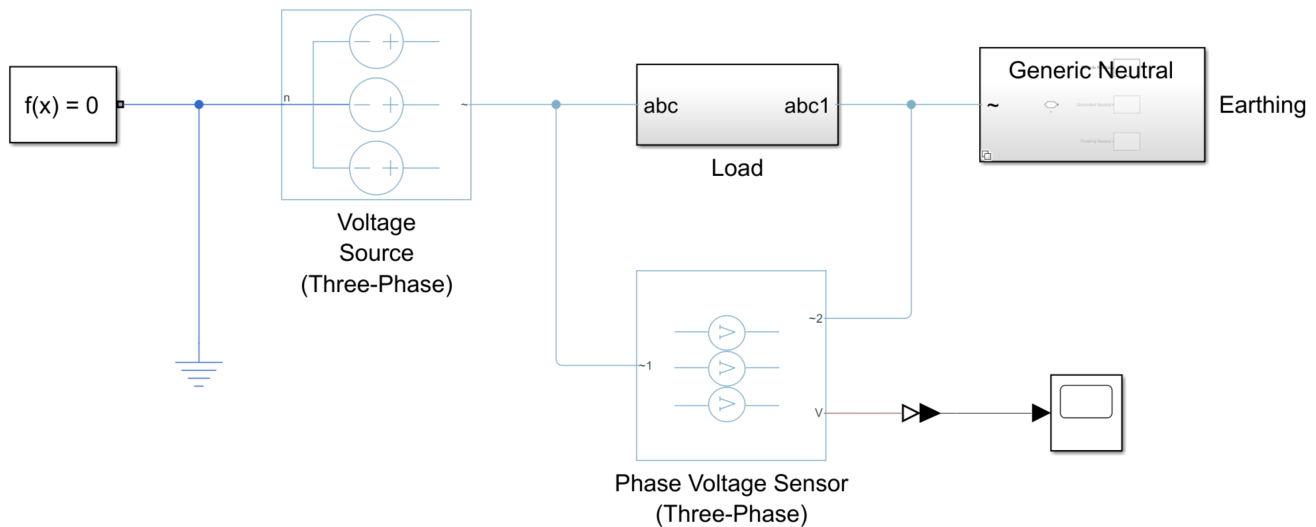 f(x) = 0
n
~
Voltage
Source
(Three-Phase)
abc
abc1
Load
Generic Neutral
~
Earthing
~1
~2
V
V
V
V
Phase Voltage Sensor
(Three-Phase)